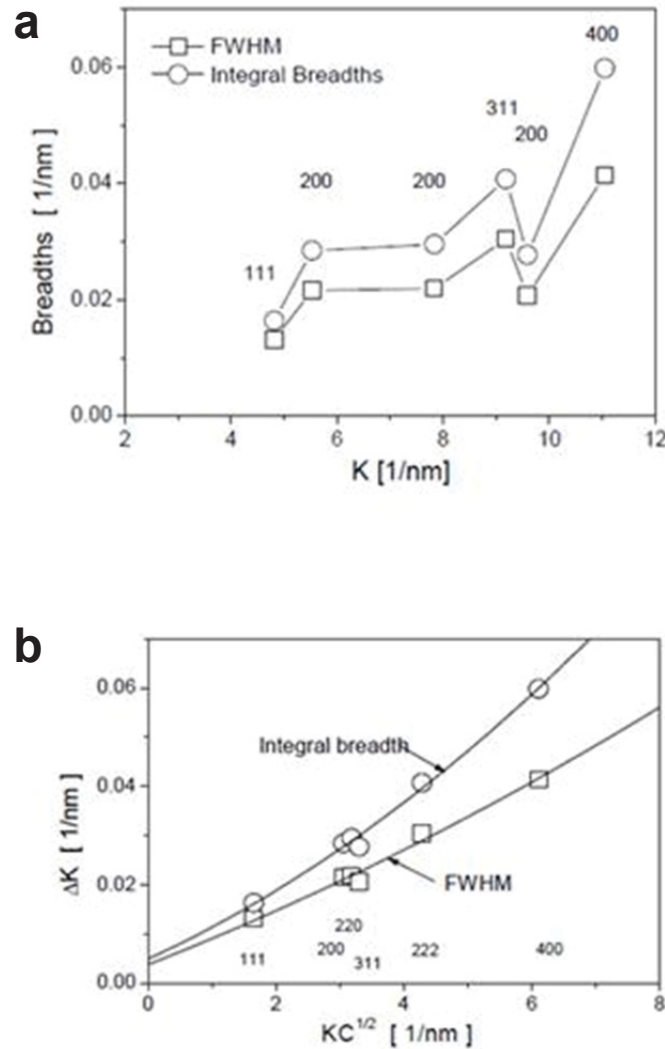 a
FWHM
Integral Breadths
400
311
200
200
200
111
0.06
0.04
0.02
0.00
Breadths [ 1/nm ]
2 4 6 8 10 12
K [1/nm]
b
0.06
0.04
0.02
0.00
ΔK [ 1/nm ]
Integral breadth
FWHM
220
111 200 311 222 400
0 2 4 6 8
KC^1/2 [ 1/nm ]